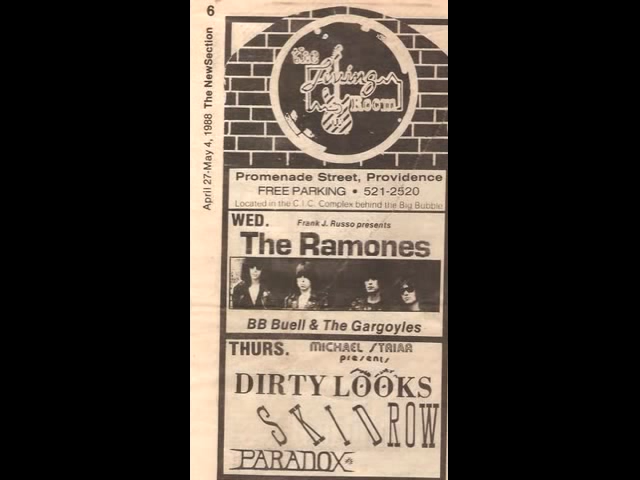 6
April 27-May 4, 1988 The NewSection
the
Living
Room
Promenade Street, Providence
FREE PARKING • 521-2520
Located in the C.I.C. Complex behind the Big Bubble
WED.
Frank J. Russo presents
The Ramones
BB Buell & The Gargoyles
THURS.
MICHAEL STRIAR
presents
DIRTY LOOKS
SKID ROW
PARADOX